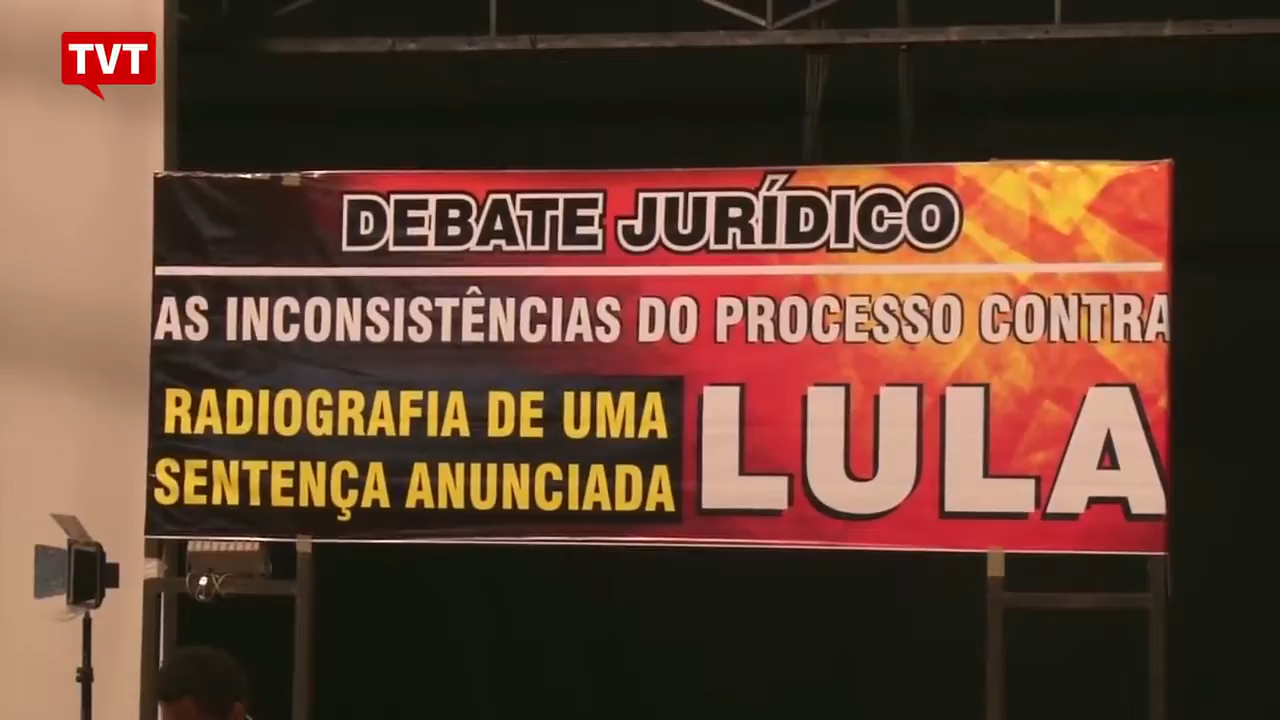 TVT
DEBATE JURÍDICO
AS INCONSISTÊNCIAS DO PROCESSO CONTRA
RADIOGRAFIA DE UMA
SENTENÇA ANUNCIADA
LULA